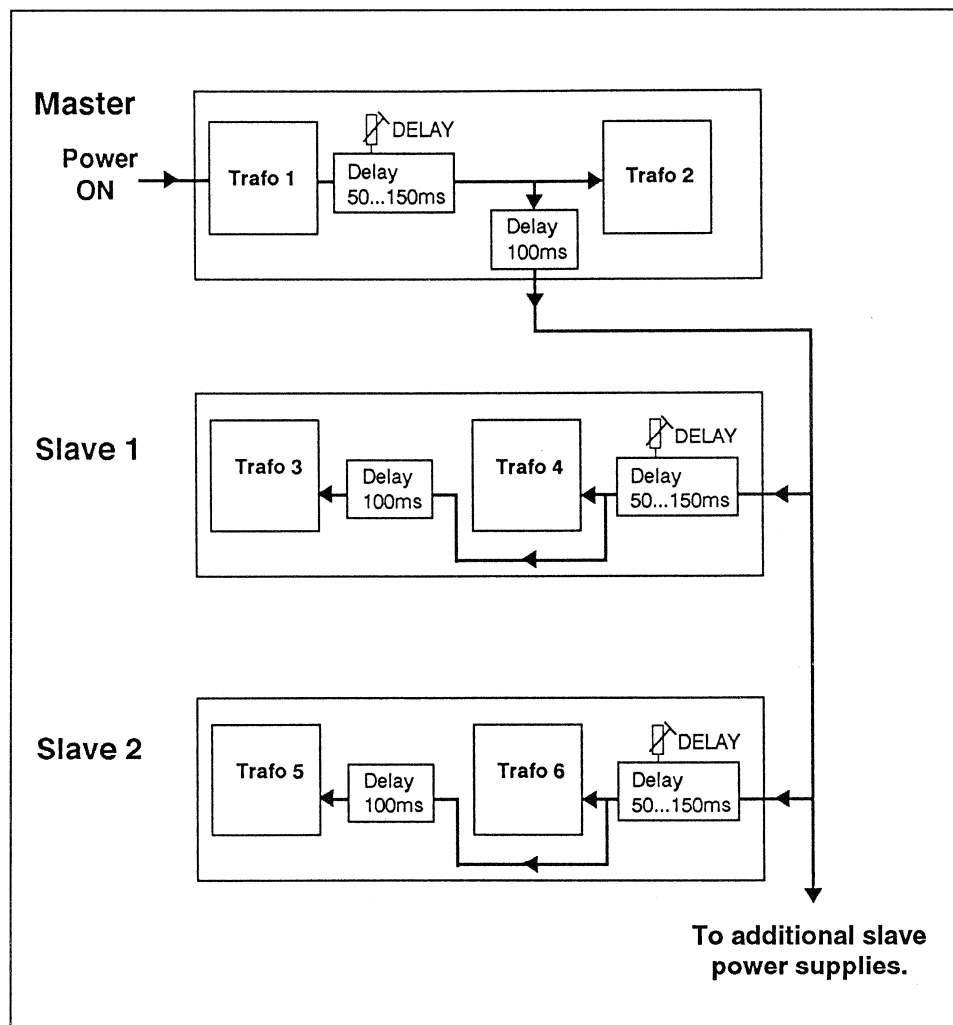 Master
Power
ON
Trafo 1
DELAY
Delay
50...150ms
Delay
100ms
Trafo 2
Slave 1
Trafo 3
Delay
100ms
Trafo 4
DELAY
Delay
50...150ms
Slave 2
Trafo 5
Delay
100ms
Trafo 6
DELAY
Delay
50...150ms
To additional slave
power supplies.